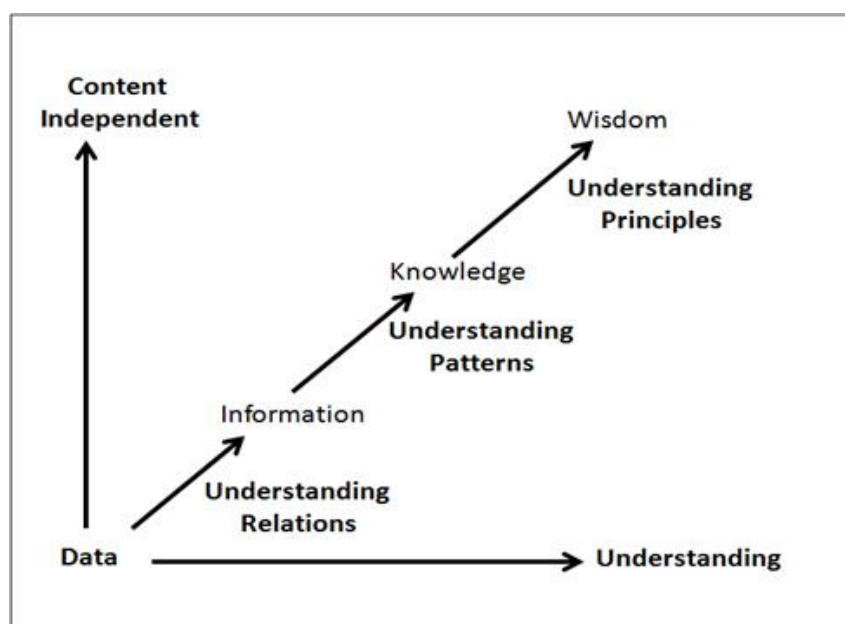 Content
Independent
Wisdom
Understanding
Principles
Knowledge
Understanding
Patterns
Information
Understanding
Relations
Data
Understanding